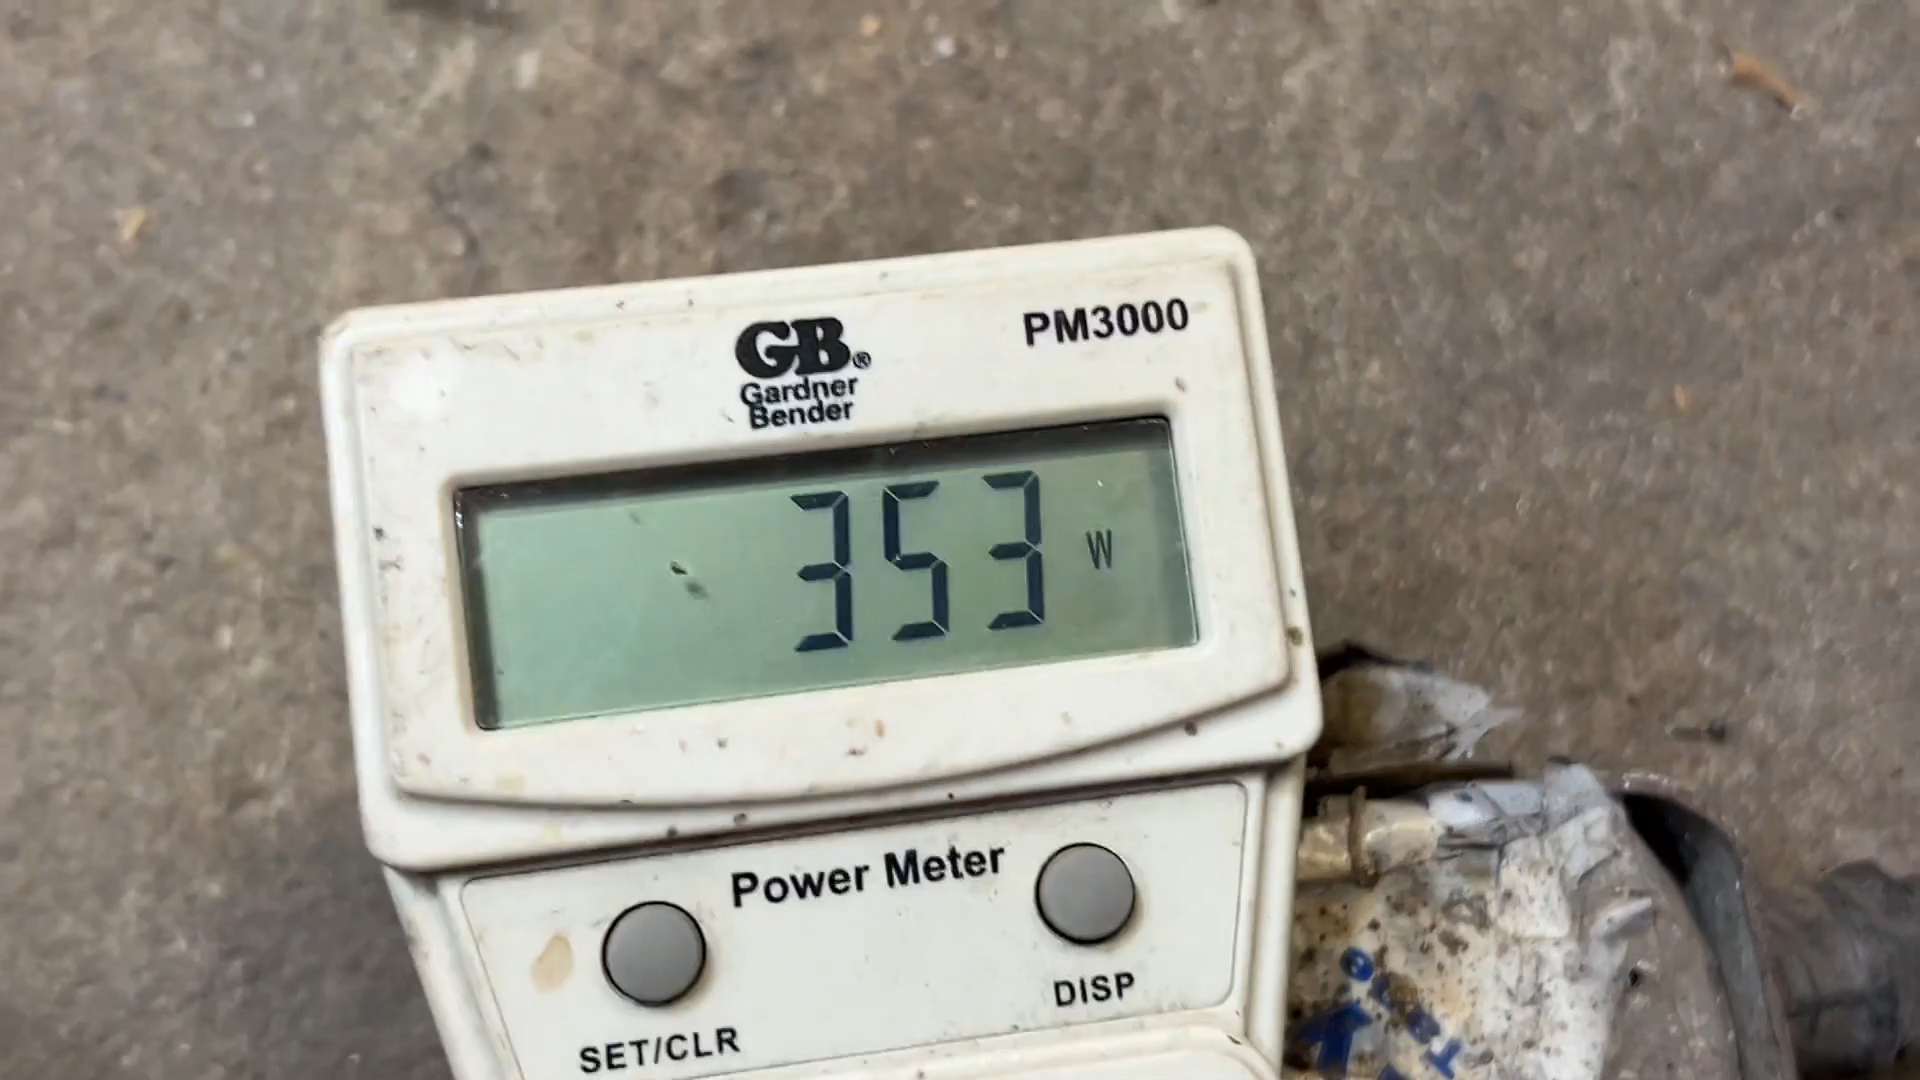 GB®
Gardner
Bender
PM3000
353 W
Power Meter
SET/CLR
DISP